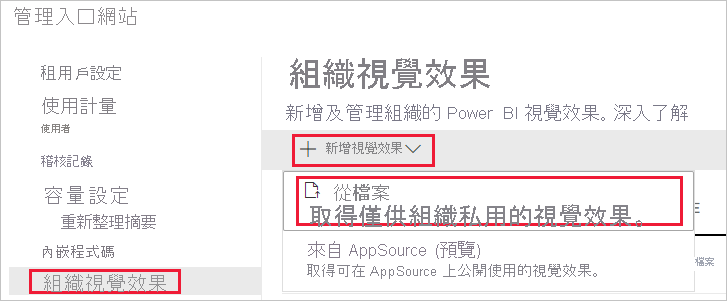 管理入口網站
租用戶設定
使用計量
使用者
稽核記錄
容量設定
重新整理摘要
內嵌程式碼
組織視覺效果
組織視覺效果
新增及管理組織的 Power BI 視覺效果。深入了解
新增視覺效果
從檔案
取得僅供組織私用的視覺效果。
來自 AppSource (預覽)
取得可在 AppSource 上公開使用的視覺效果。
檔案